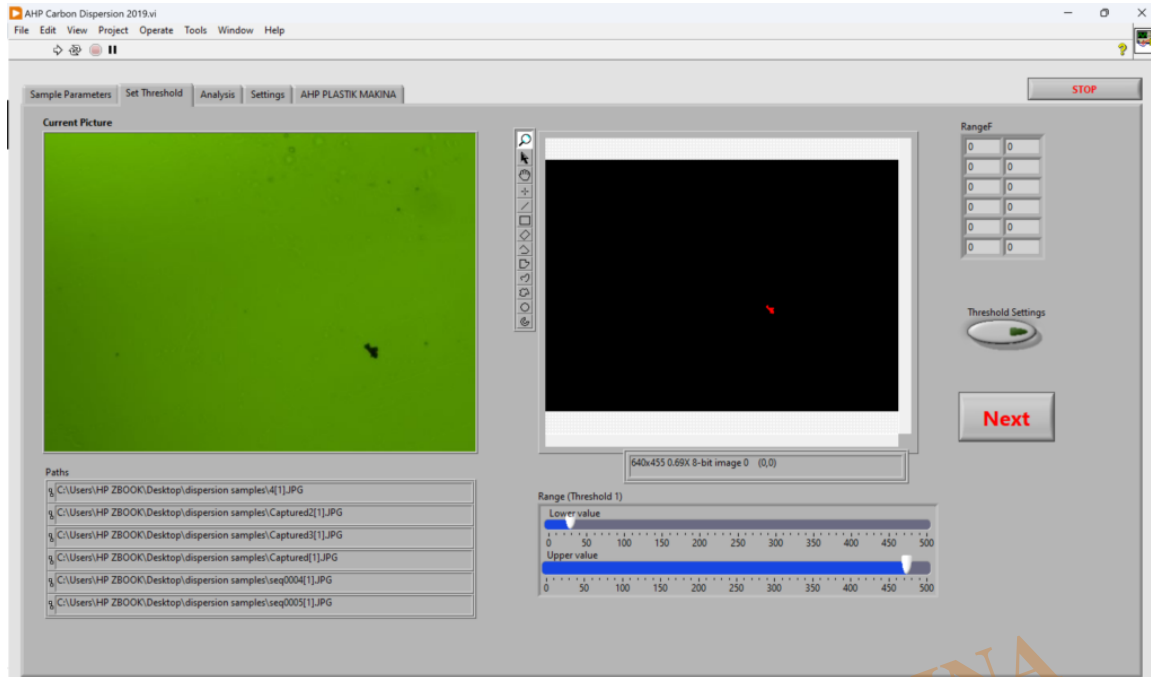 AHP Carbon Dispersion 2019.vi
File Edit View Project Operate Tools Window Help
Sample Parameters Set Threshold Analysis Settings AHP PLASTIK MAKINA
STOP
Current Picture
RangeF
0 0
0 0
0 0
0 0
0 0
0 0
Threshold Settings
Next
640x455 0.69X 8-bit image 0 (0,0)
Paths
C:\Users\HP ZBOOK\Desktop\dispersion samples\4[1].JPG
C:\Users\HP ZBOOK\Desktop\dispersion samples\Captured2[1].JPG
C:\Users\HP ZBOOK\Desktop\dispersion samples\Captured3[1].JPG
C:\Users\HP ZBOOK\Desktop\dispersion samples\Captured[1].JPG
C:\Users\HP ZBOOK\Desktop\dispersion samples\seq0004[1].JPG
C:\Users\HP ZBOOK\Desktop\dispersion samples\seq0005[1].JPG
Range (Threshold 1)
Lower value
0 50 100 150 200 250 300 350 400 450 500
Upper value
0 50 100 150 200 250 300 350 400 450 500